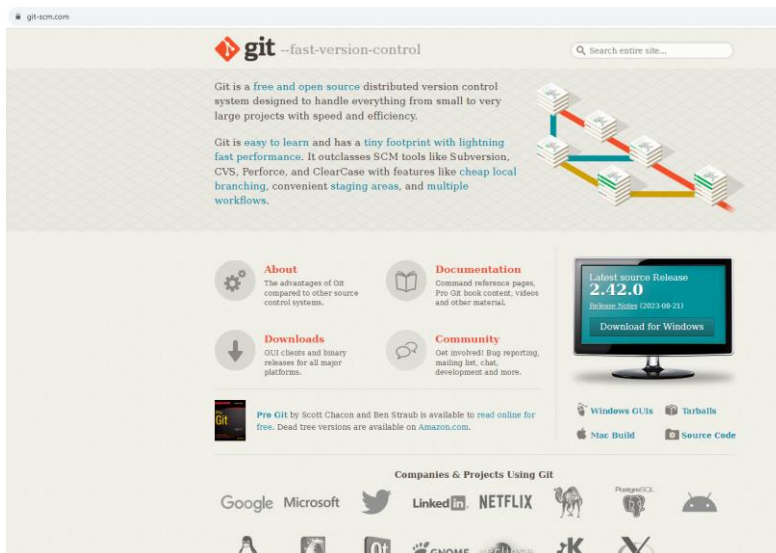 git-scm.com
git --fast-version-control
Search entire site...
Git is a free and open source distributed version control
system designed to handle everything from small to very
large projects with speed and efficiency.
Git is easy to learn and has a tiny footprint with lightning
fast performance. It outclasses SCM tools like Subversion,
CVS, Perforce, and ClearCase with features like cheap local
branching, convenient staging areas, and multiple
workflows.
About
The advantages of Git
compared to other source
control systems.
Documentation
Command reference pages,
Pro Git book content, videos
and other material.
Downloads
GUI clients and binary
releases for all major
platforms.
Community
Get involved! Bug reporting,
mailing list, chat,
development and more.
Latest source Release
2.42.0
Release Notes (2023-08-21)
Download for Windows
Windows GUIs
Tarballs
Mac Build
Source Code
Pro
Git
Pro Git by Scott Chacon and Ben Straub is available to read online for
free. Dead tree versions are available on Amazon.com.
Companies & Projects Using Git
Google Microsoft LinkedIn NETFLIX PostgreSQL
Qt GNOME eclipse K X